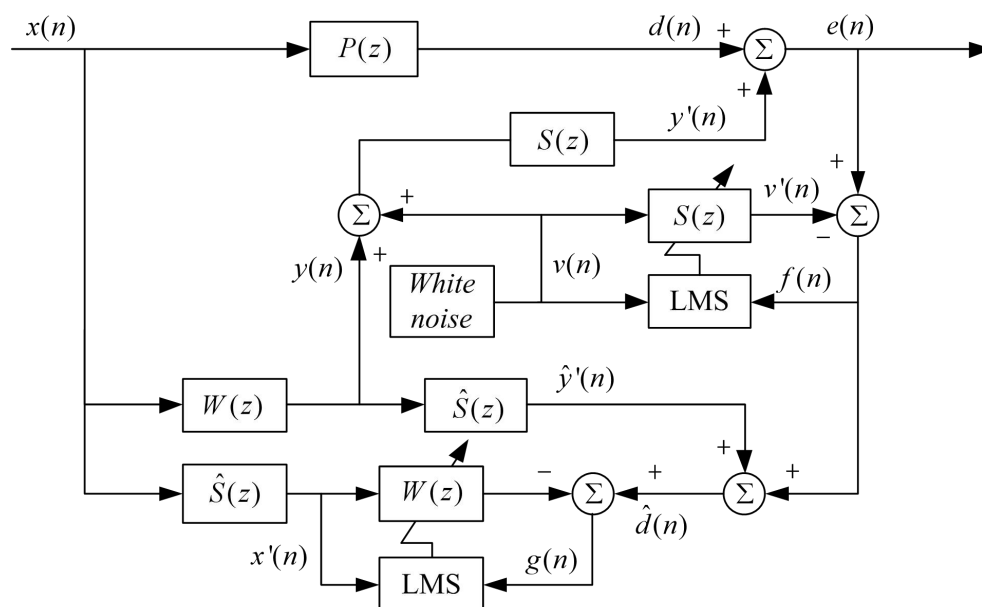 x(n)
P(z)
d(n)
+
Σ
e(n)
+
S(z)
y'(n)
+
Σ
+
S(z)
v'(n)
Σ
−
y(n)
+
White
noise
v(n)
LMS
f(n)
W(z)
Ŝ(z)
ŷ'(n)
+
Ŝ(z)
W(z)
−
Σ
+
Σ
+
d̂(n)
x'(n)
LMS
g(n)